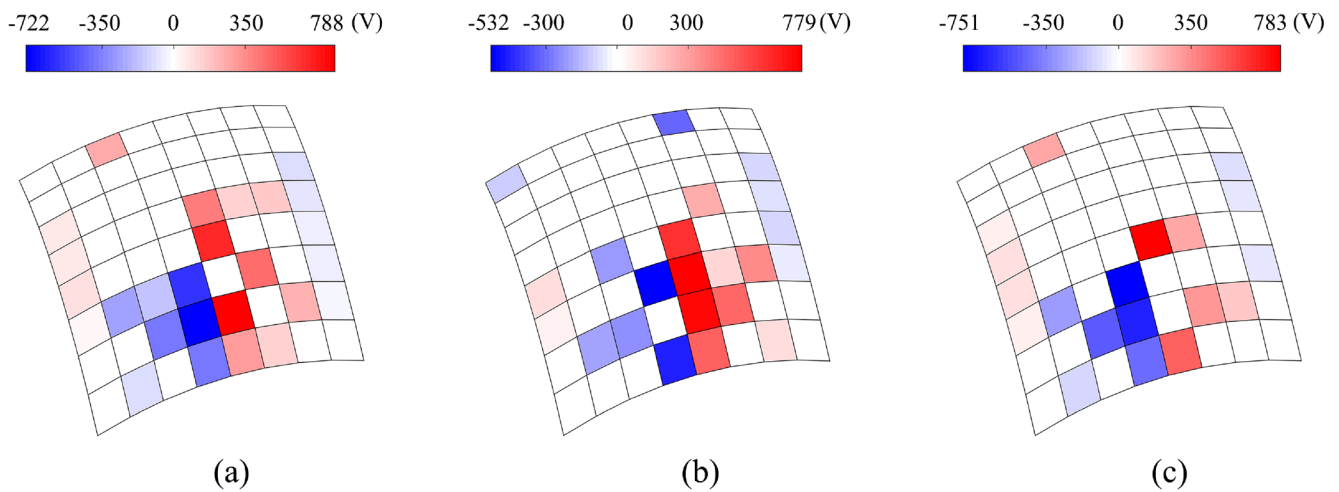 -722 -350 0 350 788 (V)
-532 -300 0 300 779 (V)
-751 -350 0 350 783 (V)
(a)
(b)
(c)